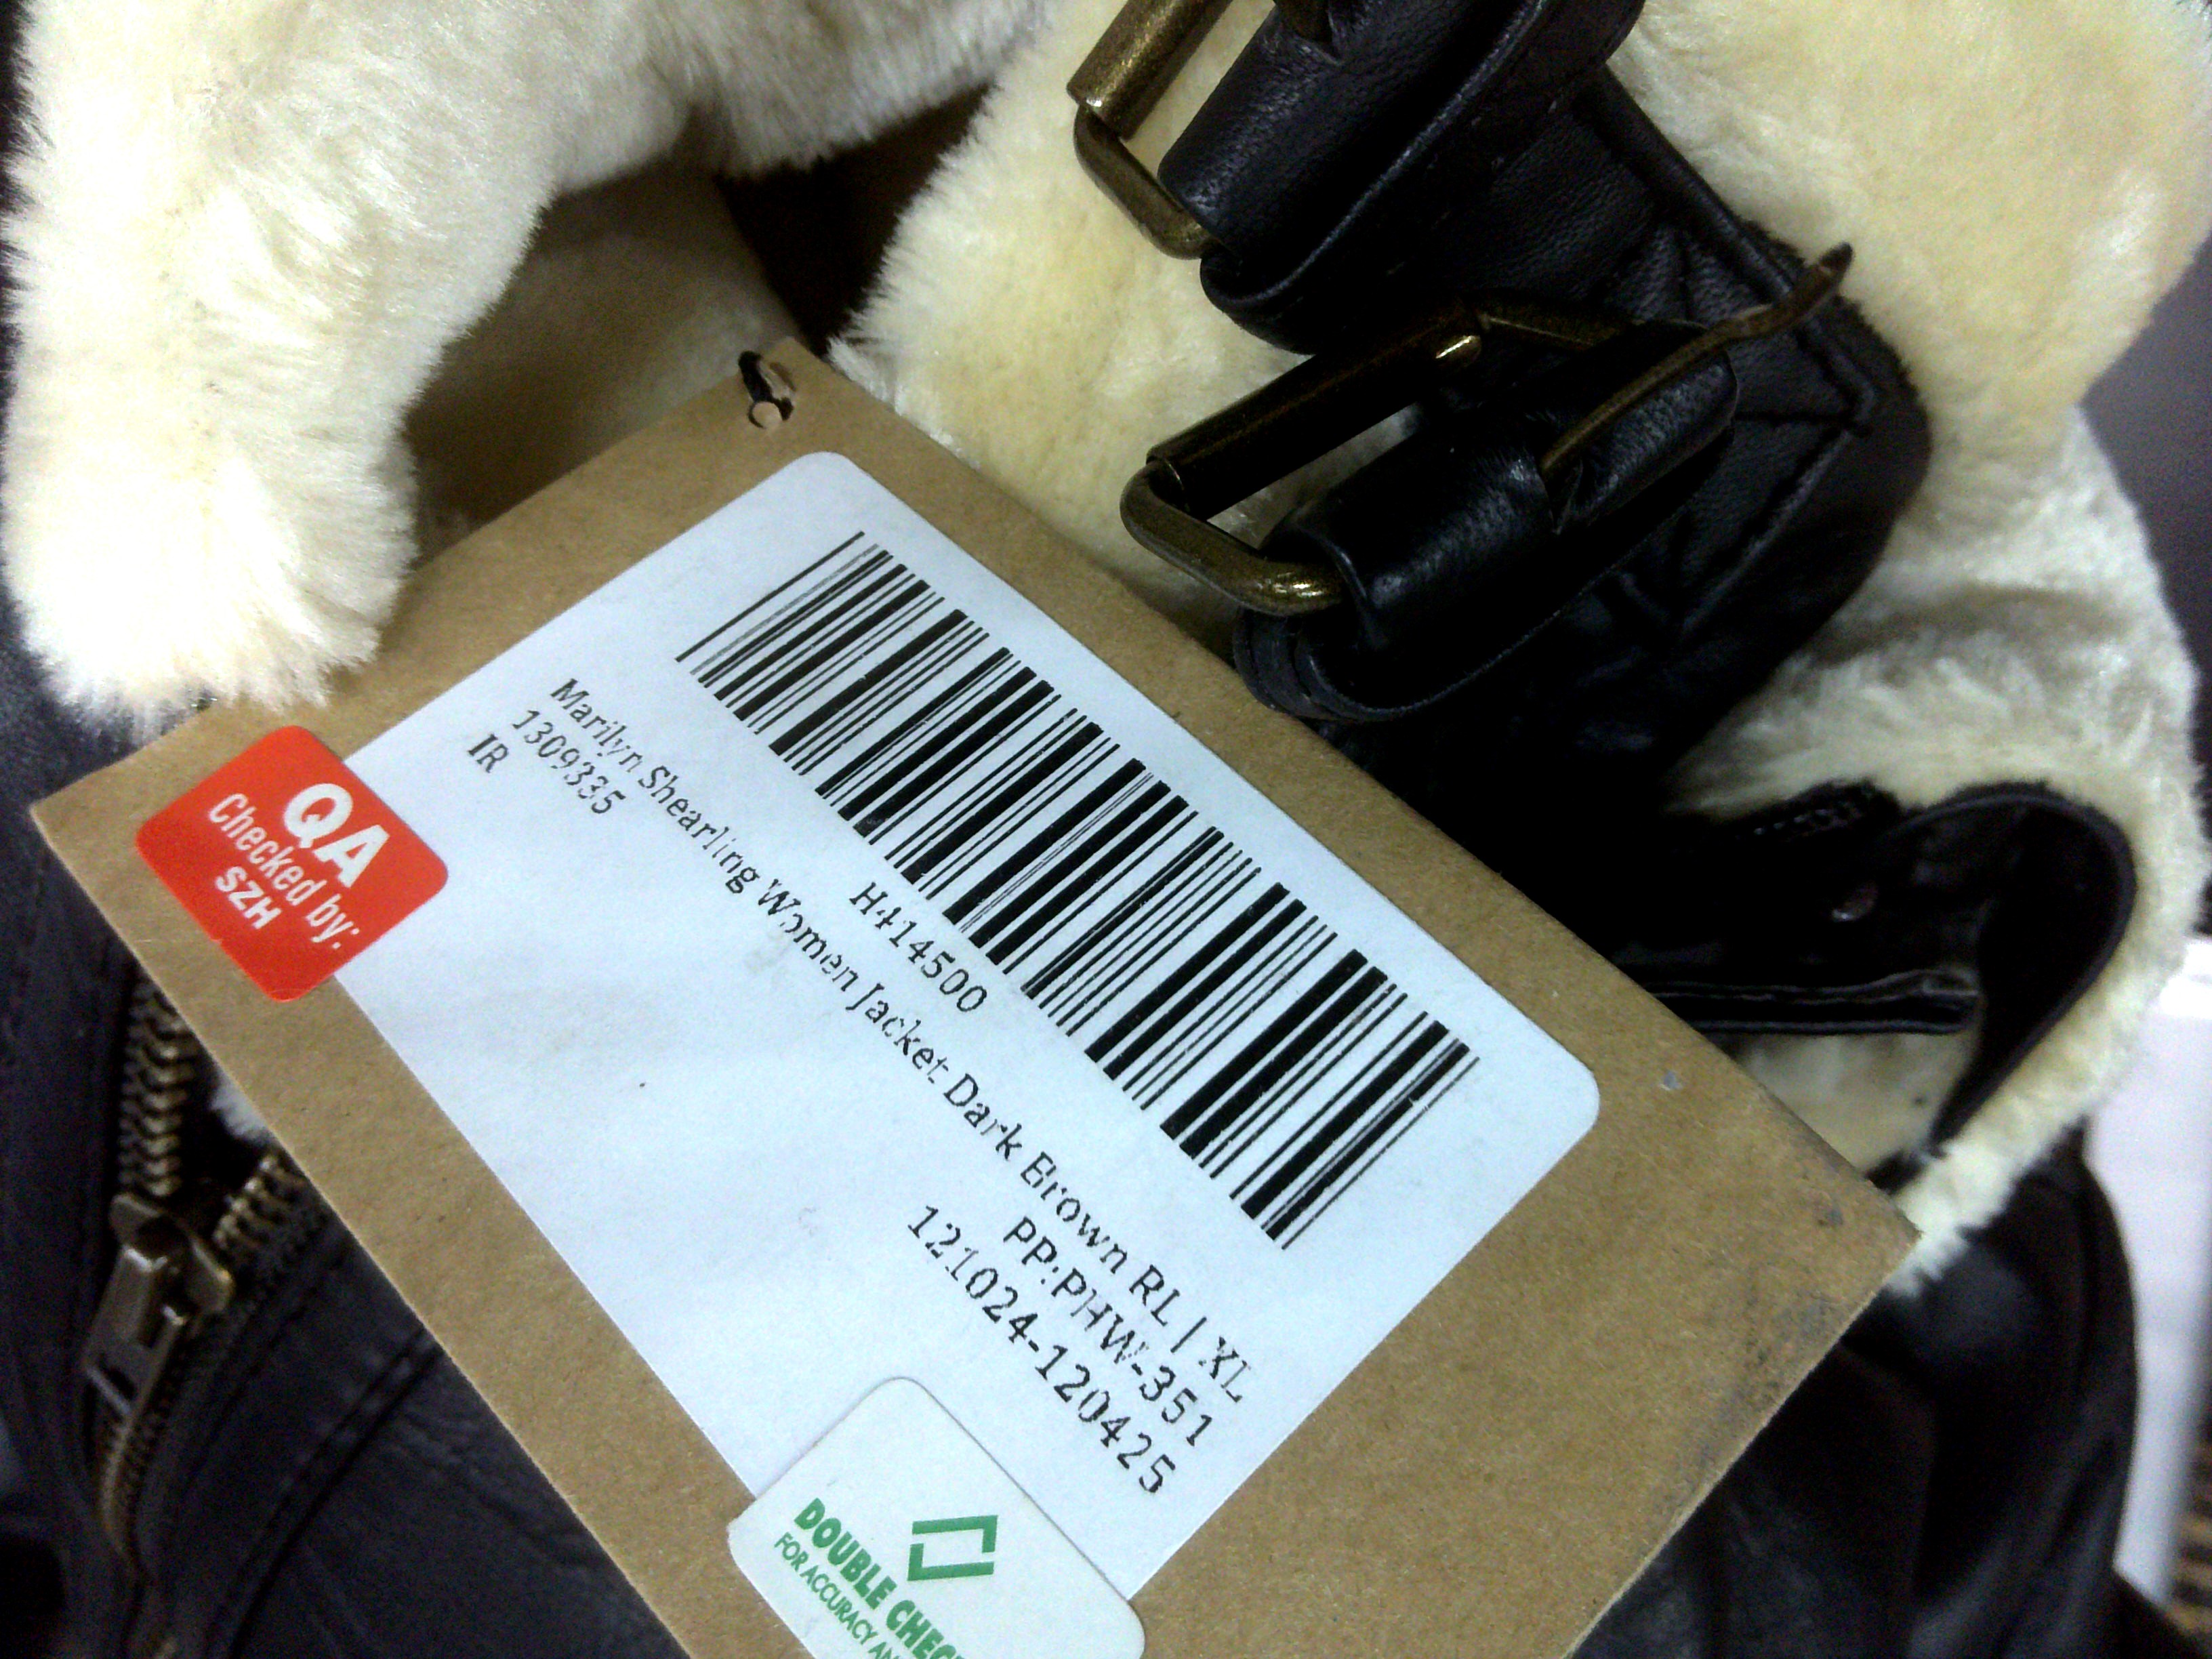 H414500
Marilyn Shearling Women Jacket Dark Brown RL | XL
1309335
PP:PHW-351
IR
121024-120425
QA
Checked by:
SZH
DOUBLE CHEC
FOR ACCURACY AN